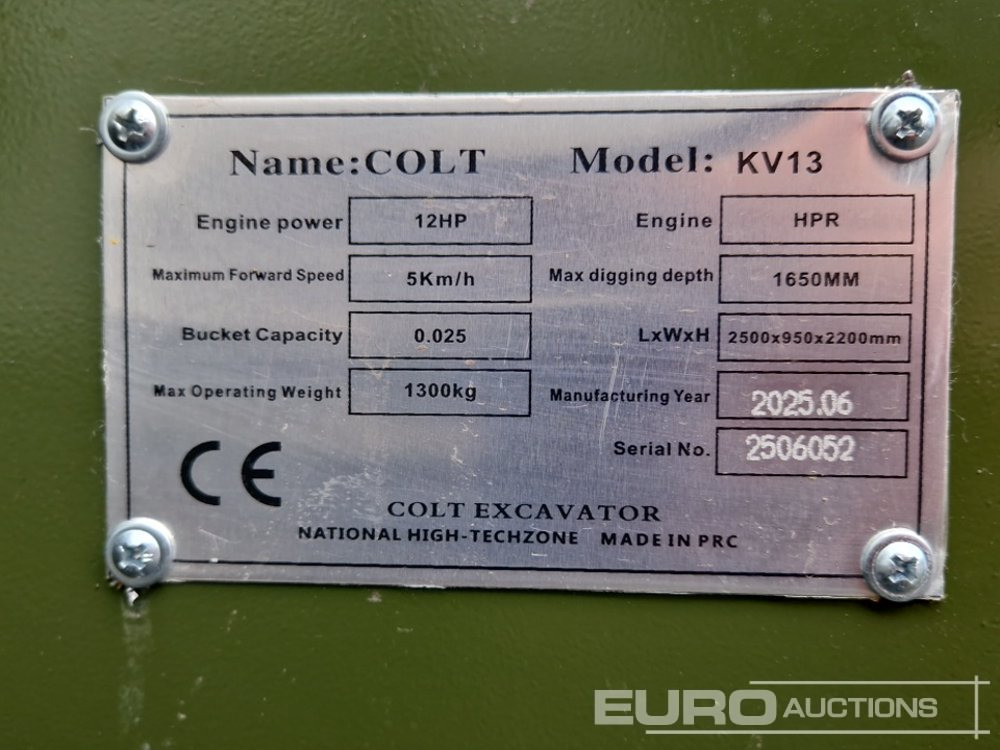 Name:COLT Model: KV13
Engine power 12HP Engine HPR
Maximum Forward Speed 5Km/h Max digging depth 1650MM
Bucket Capacity 0.025 LxWxH 2500x950x2200mm
Max Operating Weight 1300kg Manufacturing Year 2025.06
Serial No. 2506052
CE
COLT EXCAVATOR
NATIONAL HIGH-TECHZONE MADE IN PRC
EURO AUCTIONS